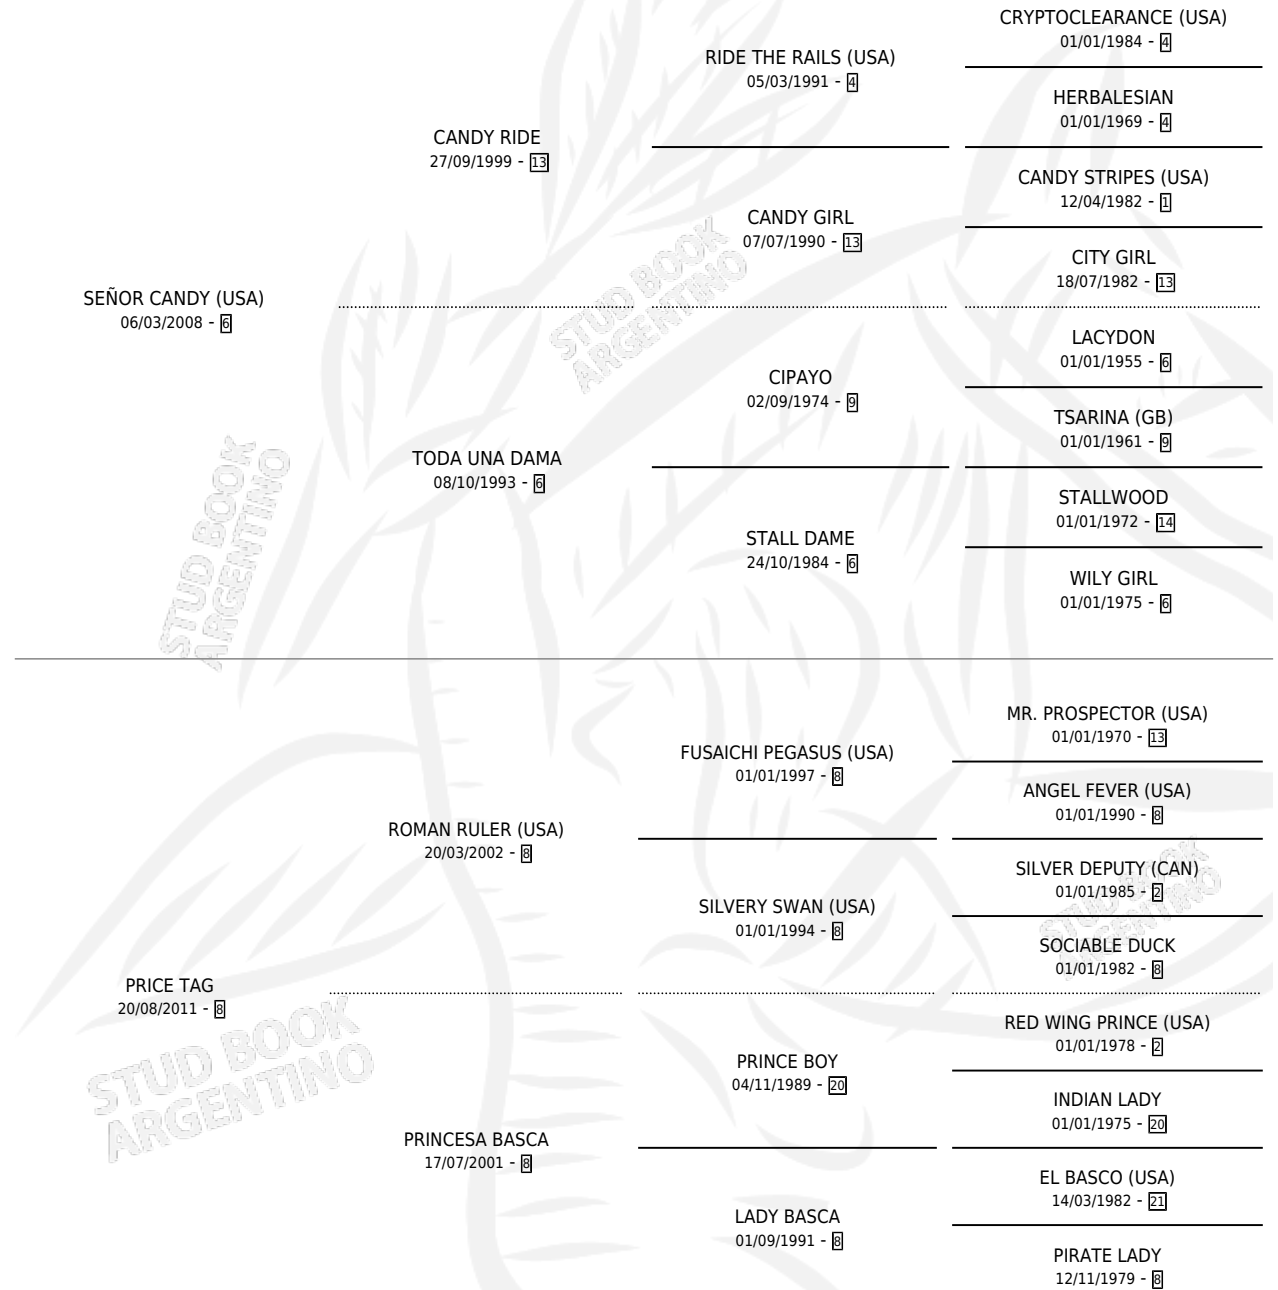 CRYPTOCLEARANCE (USA)
01/01/1984 - 4
RIDE THE RAILS (USA)
05/03/1991 - 4
HERBALESIAN
01/01/1969 - 4
CANDY RIDE
27/09/1999 - 13
CANDY STRIPES (USA)
12/04/1982 - 1
CANDY GIRL
07/07/1990 - 13
CITY GIRL
18/07/1982 - 13
SEÑOR CANDY (USA)
06/03/2008 - 6
LACYDON
01/01/1955 - 6
CIPAYO
02/09/1974 - 9
TSARINA (GB)
01/01/1961 - 9
TODA UNA DAMA
08/10/1993 - 6
STALLWOOD
01/01/1972 - 14
STALL DAME
24/10/1984 - 6
WILY GIRL
01/01/1975 - 6
STUD BOOK
ARGENTINO
STUD BOOK
ARGENTINO
MR. PROSPECTOR (USA)
01/01/1970 - 13
FUSAICHI PEGASUS (USA)
01/01/1997 - 8
ANGEL FEVER (USA)
01/01/1990 - 8
ROMAN RULER (USA)
20/03/2002 - 8
SILVER DEPUTY (CAN)
01/01/1985 - 2
SILVERY SWAN (USA)
01/01/1994 - 8
SOCIABLE DUCK
01/01/1982 - 8
PRICE TAG
20/08/2011 - 8
RED WING PRINCE (USA)
01/01/1978 - 2
PRINCE BOY
04/11/1989 - 20
INDIAN LADY
01/01/1975 - 20
PRINCESA BASCA
17/07/2001 - 8
EL BASCO (USA)
14/03/1982 - 21
LADY BASCA
01/09/1991 - 8
PIRATE LADY
12/11/1979 - 8
STUD BOOK
ARGENTINO
STUD BOOK
ARGENTINO